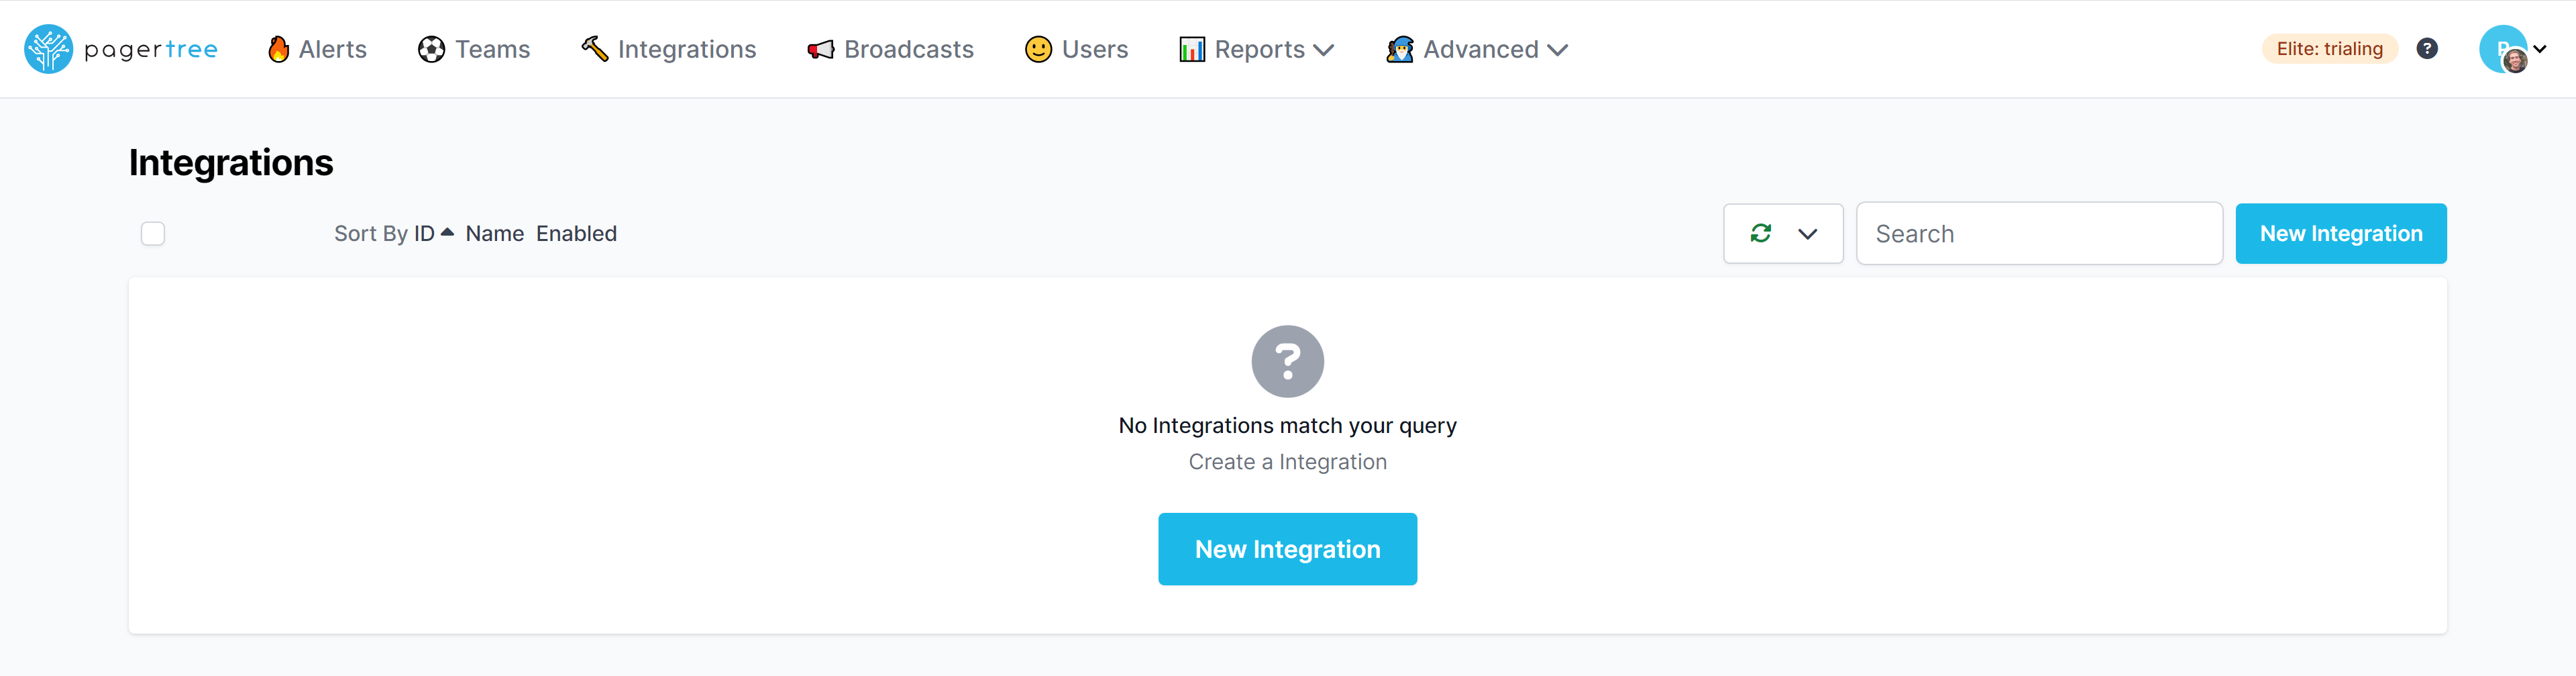 pagertree Alerts Teams Integrations Broadcasts Users Reports Advanced Elite: trialing ?
Integrations
Sort By ID Name Enabled Search New Integration
?
No Integrations match your query
Create a Integration
New Integration